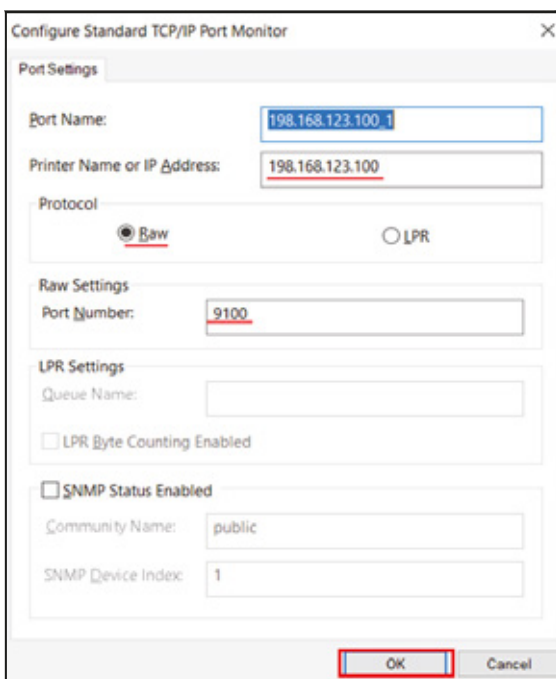 Configure Standard TCP/IP Port Monitor
Port Settings
Port Name: 198.168.123.100_1
Printer Name or IP Address: 198.168.123.100
Protocol
Raw LPR
Raw Settings
Port Number: 9100
LPR Settings
Queue Name:
LPR Byte Counting Enabled
SNMP Status Enabled
Community Name: public
SNMP Device Index: 1
OK Cancel